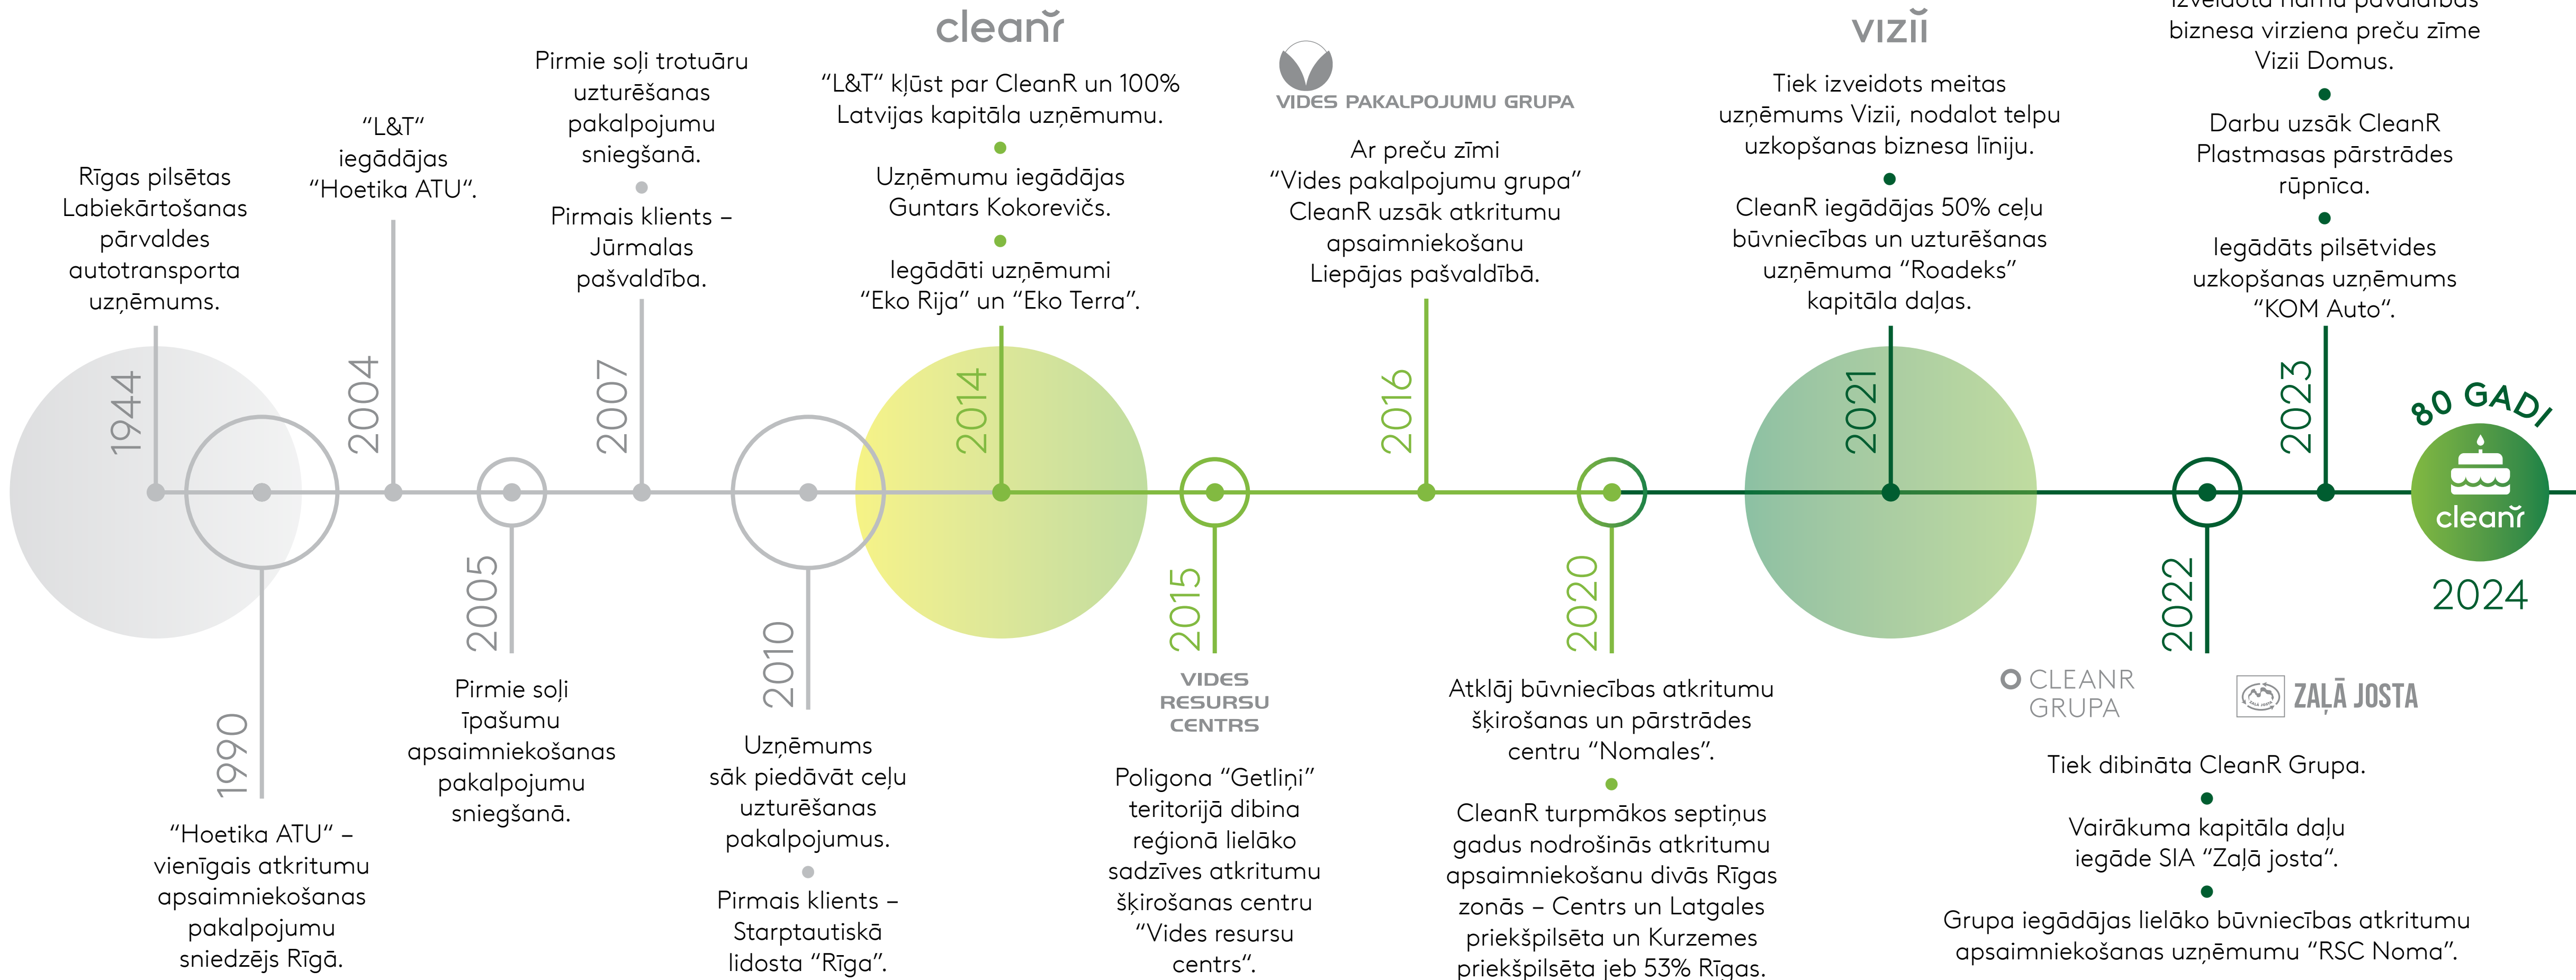 Rīgas pilsētas
Labiekārtošanas
pārvaldes
autotransporta
uzņēmums.
1944
1990
“Hoetika ATU“ –
vienīgais atkritumu
apsaimniekošanas
pakalpojumu
sniedzējs Rīgā.
“L&T“
iegādājas
“Hoetika ATU“.
2004
2005
Pirmie soļi
īpašumu
apsaimniekošanas
pakalpojumu
sniegšanā.
Pirmie soļi trotuāru
uzturēšanas
pakalpojumu
sniegšanā.
Pirmais klients –
Jūrmalas
pašvaldība.
2007
2010
Uzņēmums
sāk piedāvāt ceļu
uzturēšanas
pakalpojumus.
Pirmais klients –
Starptautiskā
lidosta “Rīga”.
cleanr
“L&T“ kļūst par CleanR un 100%
Latvijas kapitāla uzņēmumu.
Uzņēmumu iegādājas
Guntars Kokorevičs.
Iegādāti uzņēmumi
“Eko Rija” un “Eko Terra”.
2014
2015
VIDES
RESURSU
CENTRS
Poligona “Getliņi”
teritorijā dibina
reģionā lielāko
sadzīves atkritumu
šķirošanas centru
“Vides resursu
centrs“.
VIDES PAKALPOJUMU GRUPA
Ar preču zīmi
“Vides pakalpojumu grupa”
CleanR uzsāk atkritumu
apsaimniekošanu
Liepājas pašvaldībā.
2016
2020
Atklāj būvniecības atkritumu
šķirošanas un pārstrādes
centru “Nomales”.
CleanR turpmākos septiņus
gadus nodrošinās atkritumu
apsaimniekošanu divās Rīgas
zonās – Centrs un Latgales
priekšpilsēta un Kurzemes
priekšpilsēta jeb 53% Rīgas.
vizii
Tiek izveidots meitas
uzņēmums Vizii, nodalot telpu
uzkopšanas biznesa līniju.
CleanR iegādājas 50% ceļu
būvniecības un uzturēšanas
uzņēmuma “Roadeks”
kapitāla daļas.
2021
2022
CLEANR
GRUPA
ZAĻĀ JOSTA
Tiek dibināta CleanR Grupa.
Vairākuma kapitāla daļu
iegāde SIA “Zaļā josta“.
Grupa iegādājas lielāko būvniecības atkritumu
apsaimniekošanas uzņēmumu “RSC Noma”.
biznesa virziena preču zīme
Vizii Domus.
Darbu uzsāk CleanR
Plastmasas pārstrādes
rūpnīca.
Iegādāts pilsētvides
uzkopšanas uzņēmums
“KOM Auto“.
2023
80 GADI
cleanr
2024